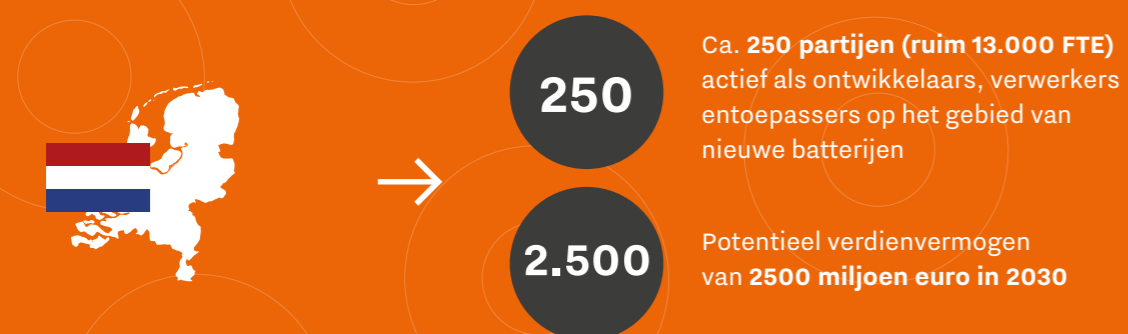 250
Ca. 250 partijen (ruim 13.000 FTE)
actief als ontwikkelaars, verwerkers
entoepassers op het gebied van
nieuwe batterijen
2.500
Potentieel verdienvermogen
van 2500 miljoen euro in 2030